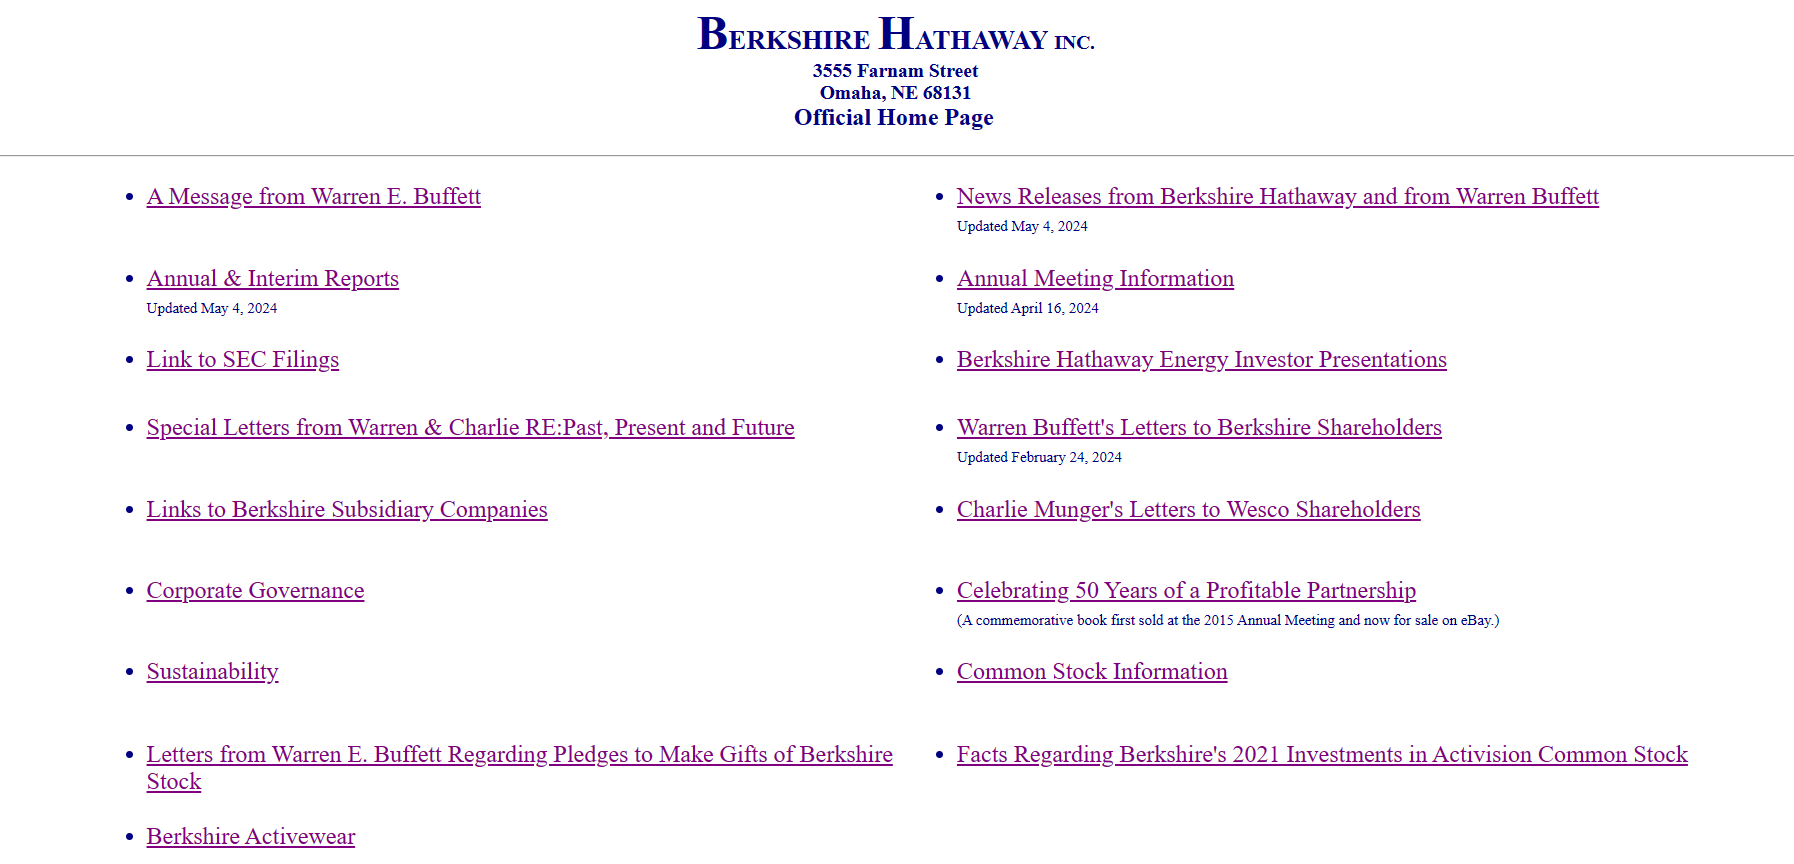 BERKSHIRE HATHAWAY INC.
3555 Farnam Street
Omaha, NE 68131
Official Home Page
A Message from Warren E. Buffett
News Releases from Berkshire Hathaway and from Warren Buffett
Updated May 4, 2024
Annual & Interim Reports
Updated May 4, 2024
Annual Meeting Information
Updated April 16, 2024
Link to SEC Filings
Berkshire Hathaway Energy Investor Presentations
Special Letters from Warren & Charlie RE:Past, Present and Future
Warren Buffett's Letters to Berkshire Shareholders
Updated February 24, 2024
Links to Berkshire Subsidiary Companies
Charlie Munger's Letters to Wesco Shareholders
Corporate Governance
Celebrating 50 Years of a Profitable Partnership
(A commemorative book first sold at the 2015 Annual Meeting and now for sale on eBay.)
Sustainability
Common Stock Information
Letters from Warren E. Buffett Regarding Pledges to Make Gifts of Berkshire
Stock
Facts Regarding Berkshire's 2021 Investments in Activision Common Stock
Berkshire Activewear